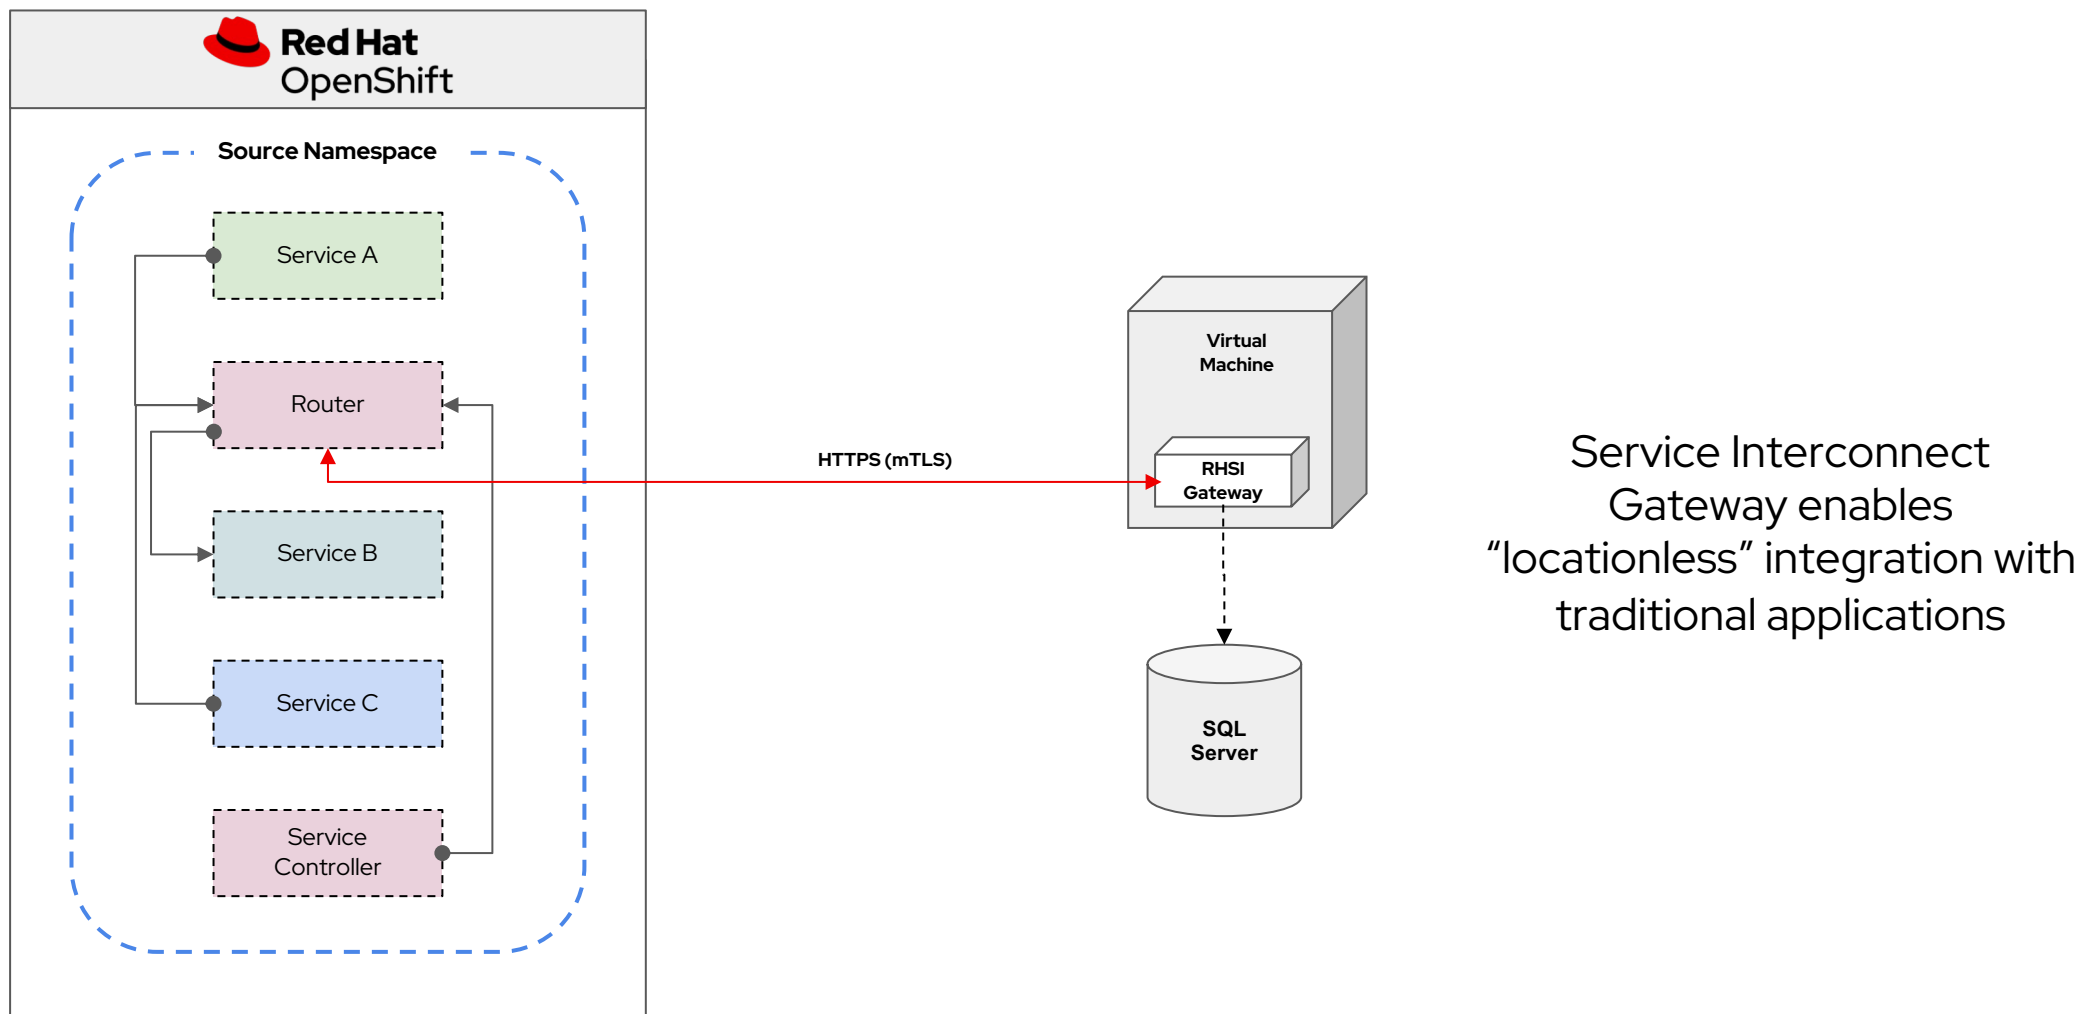 Red Hat
OpenShift
Source Namespace
Service A
Router
Service B
Service C
Service
Controller
HTTPS (mTLS)
Virtual
Machine
RHSI
Gateway
SQL
Server
Service Interconnect
Gateway enables
“locationless” integration with
traditional applications